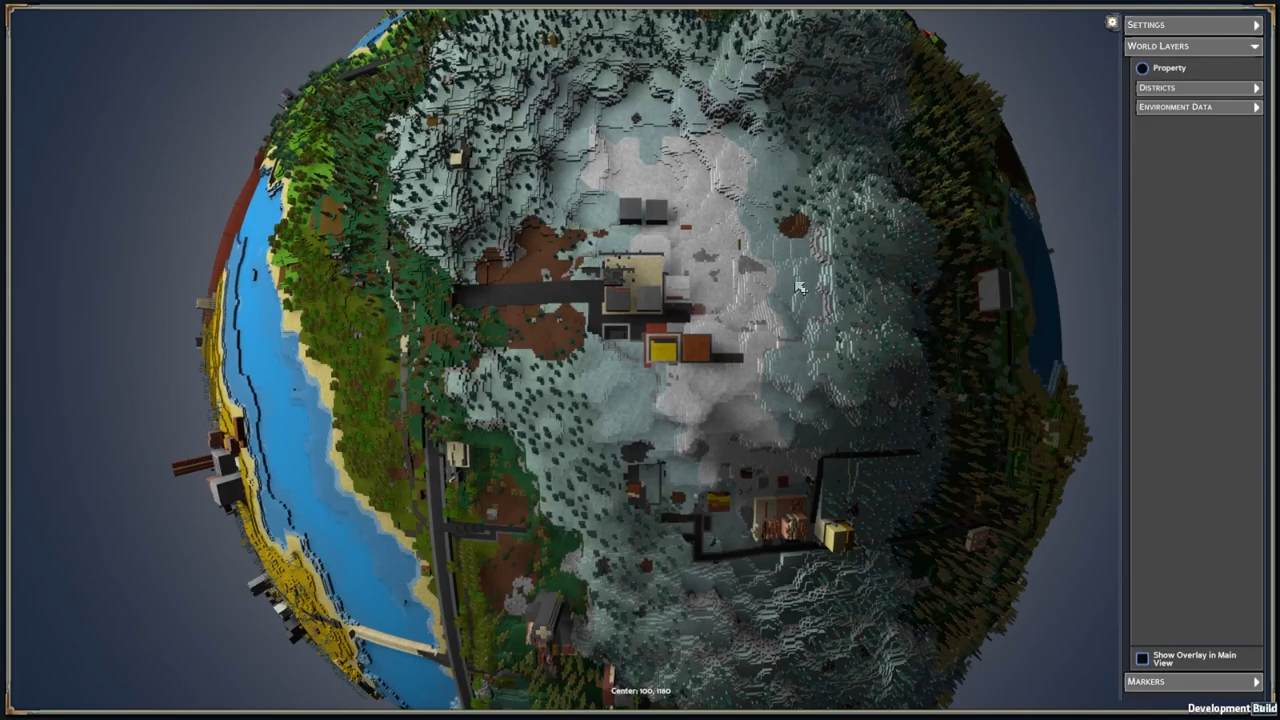 SETTINGS
WORLD LAYERS
Property
DISTRICTS
ENVIRONMENT DATA
Show Overlay in Main
View
MARKERS
Center: 100, 1180
Development Build